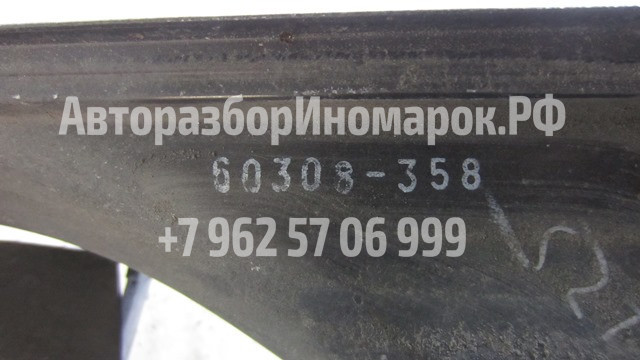 АвторазборИномарок.РФ
60308-358
+7 962 57 06 999